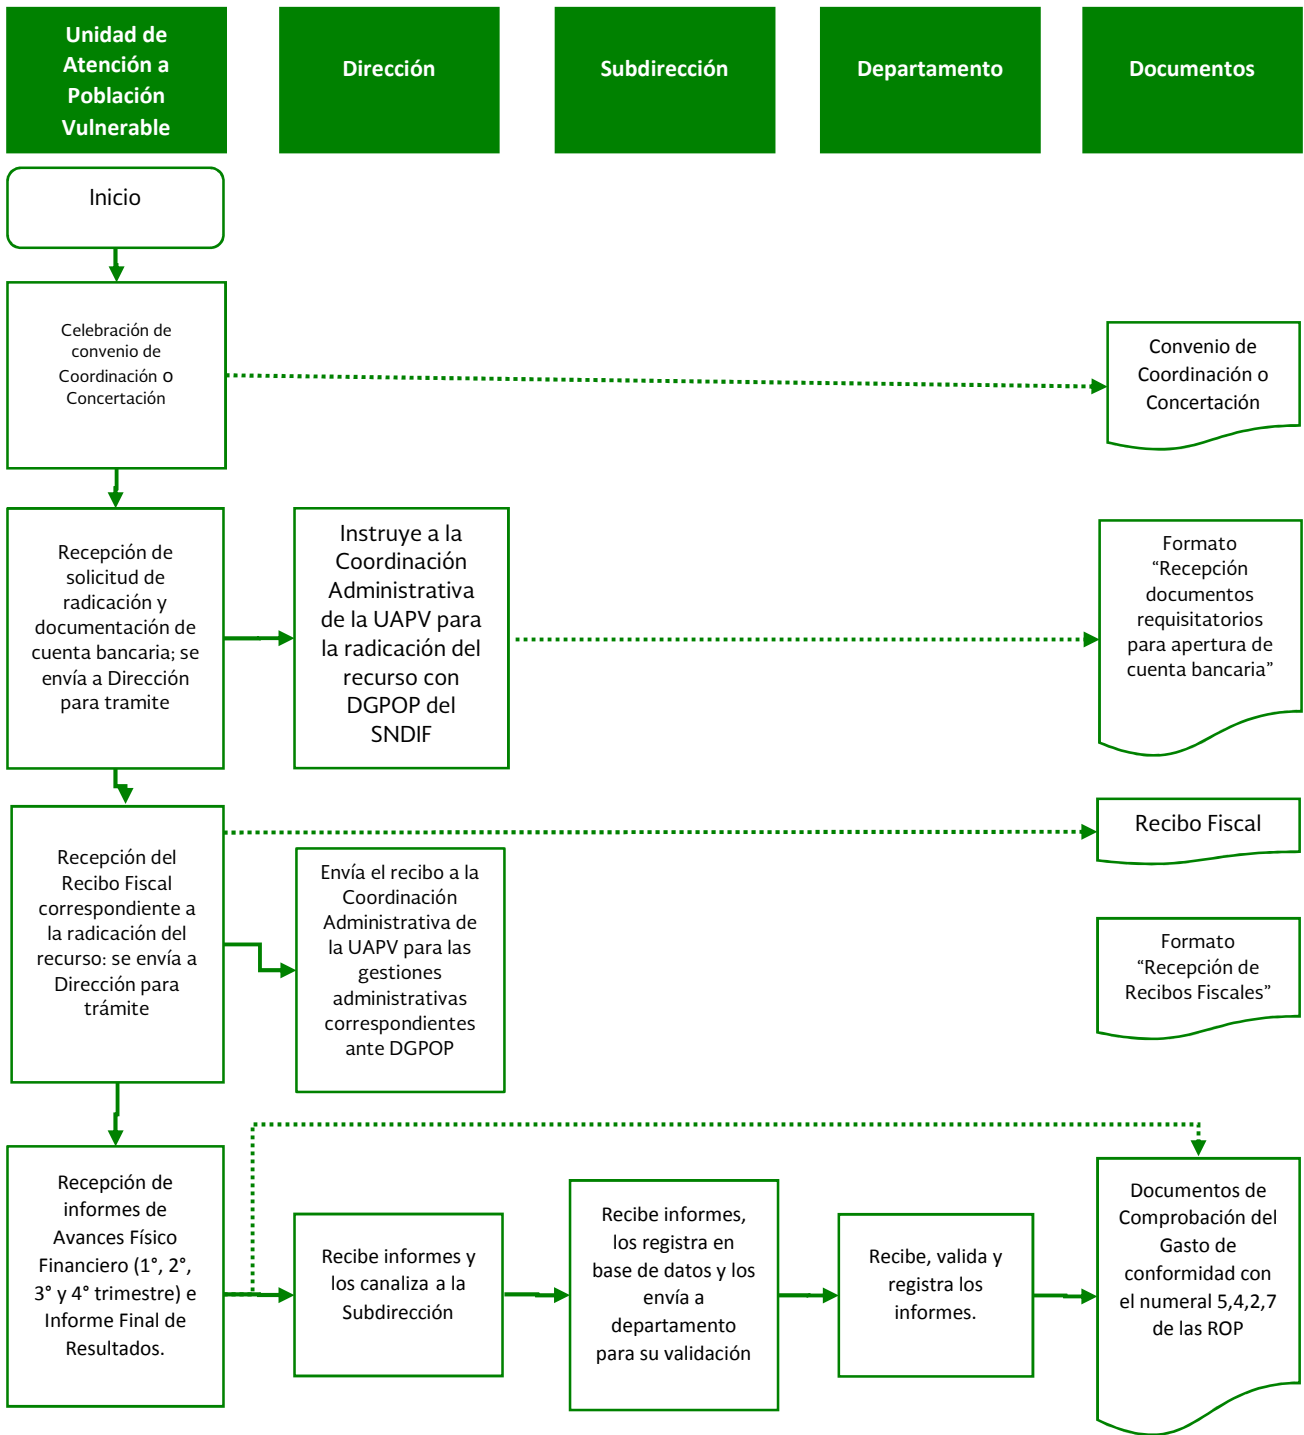 Unidad de
Atención a
Población
Vulnerable
Dirección
Subdirección
Departamento
Documentos
Inicio
Celebración de
convenio de
Coordinación o
Concertación
Convenio de
Coordinación o
Concertación
Recepción de
solicitud de
radicación y
documentación de
cuenta bancaria; se
envía a Dirección
para tramite
Instruye a la
Coordinación
Administrativa
de la UAPV para
la radicación del
recurso con
DGPOP del
SNDIF
Formato
“Recepción
documentos
requisitatorios
para apertura de
cuenta bancaria”
Recepción del
Recibo Fiscal
correspondiente a
la radicación del
recurso: se envía a
Dirección para
trámite
Envía el recibo a la
Coordinación
Administrativa de
la UAPV para las
gestiones
administrativas
correspondientes
ante DGPOP
Recibo Fiscal
Formato
“Recepción de
Recibos Fiscales”
Recepción de
informes de
Avances Físico
Financiero (1°, 2°,
3° y 4° trimestre) e
Informe Final de
Resultados.
Recibe informes y
los canaliza a la
Subdirección
Recibe informes,
los registra en
base de datos y los
envía a
departamento
para su validación
Recibe, valida y
registra los
informes.
Documentos de
Comprobación del
Gasto de
conformidad con
el numeral 5,4,2,7
de las ROP